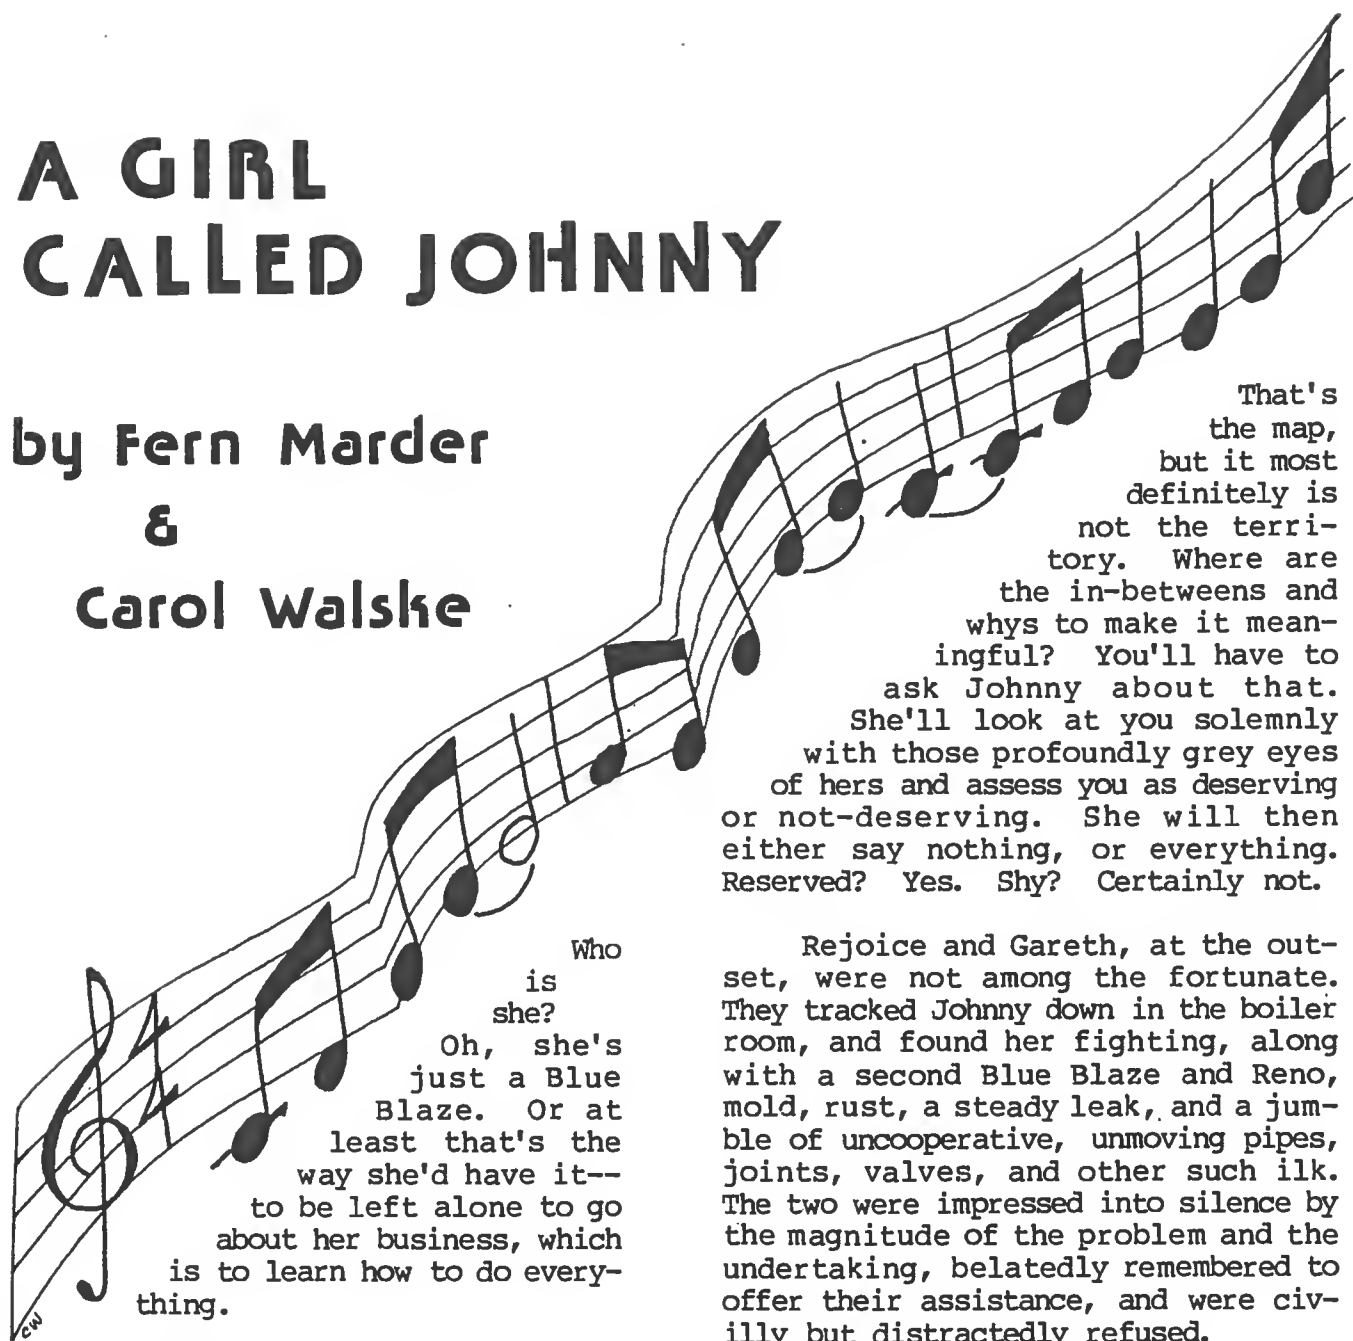 A GIRL
CALLED JOHNNY
by Fern Marder
&
Carol Walske
Who
is
she?
Oh, she's
just a Blue
Blaze. Or at
least that's the
way she'd have it--
to be left alone to go
about her business, which
is to learn how to do every-
thing.
CW
That's
the map,
but it most
definitely is
not the terri-
tory. Where are
the in-betweens and
whys to make it mean-
ingful? You'll have to
ask Johnny about that.
She'll look at you solemnly
with those profoundly grey eyes
of hers and assess you as deserving
or not-deserving. She will then
either say nothing, or everything.
Reserved? Yes. Shy? Certainly not.
Rejoice and Gareth, at the out-
set, were not among the fortunate.
They tracked Johnny down in the boiler
room, and found her fighting, along
with a second Blue Blaze and Reno,
mold, rust, a steady leak, and a jum-
ble of uncooperative, unmoving pipes,
joints, valves, and other such ilk.
The two were impressed into silence by
the magnitude of the problem and the
undertaking, belatedly remembered to
offer their assistance, and were civ-
illy but distractedly refused.